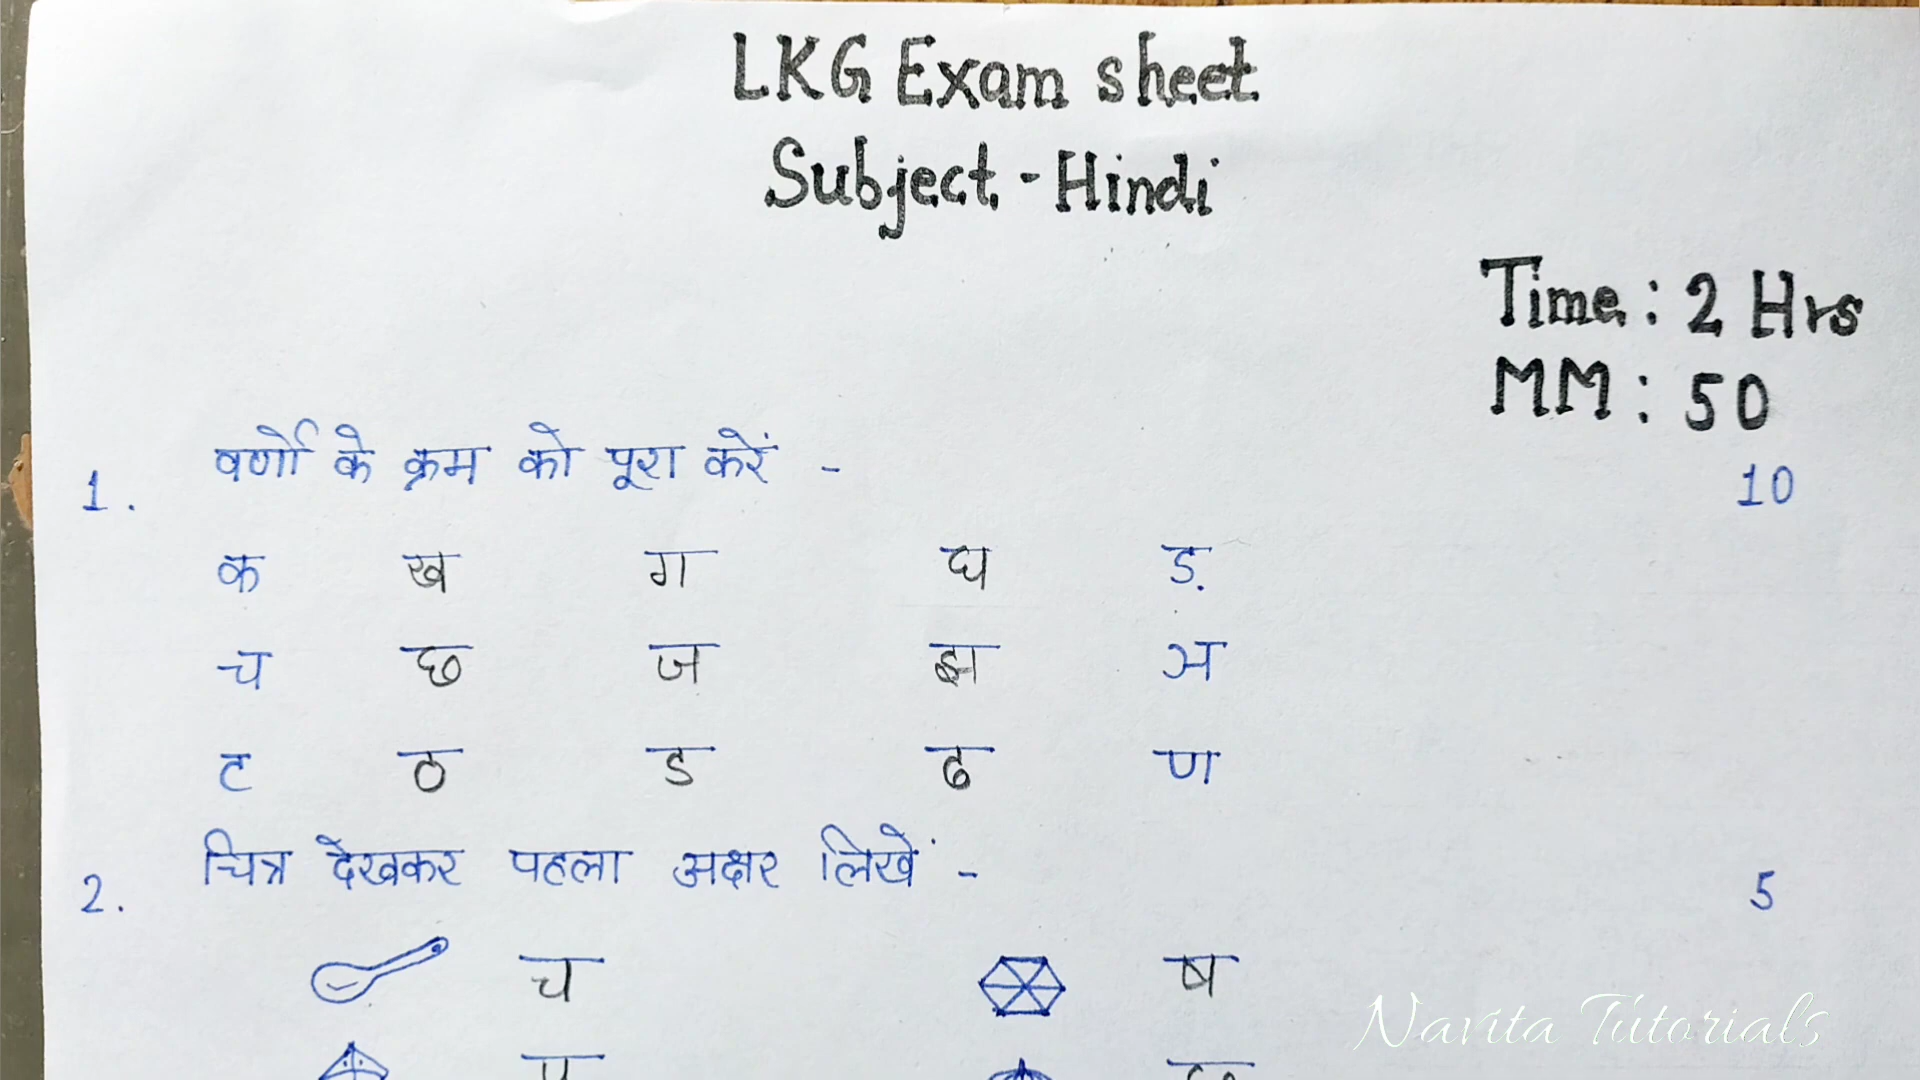 LKG Exam sheet
Subject - Hindi
Time : 2 Hrs
MM : 50
1. वर्णो के क्रम को पूरा करें - 10
क ख ग घ ङ
च छ ज झ ञ
ट ठ ड ढ ण
2. चित्र देखकर पहला अक्षर लिखें - 5
च ष
Navita Tutorials